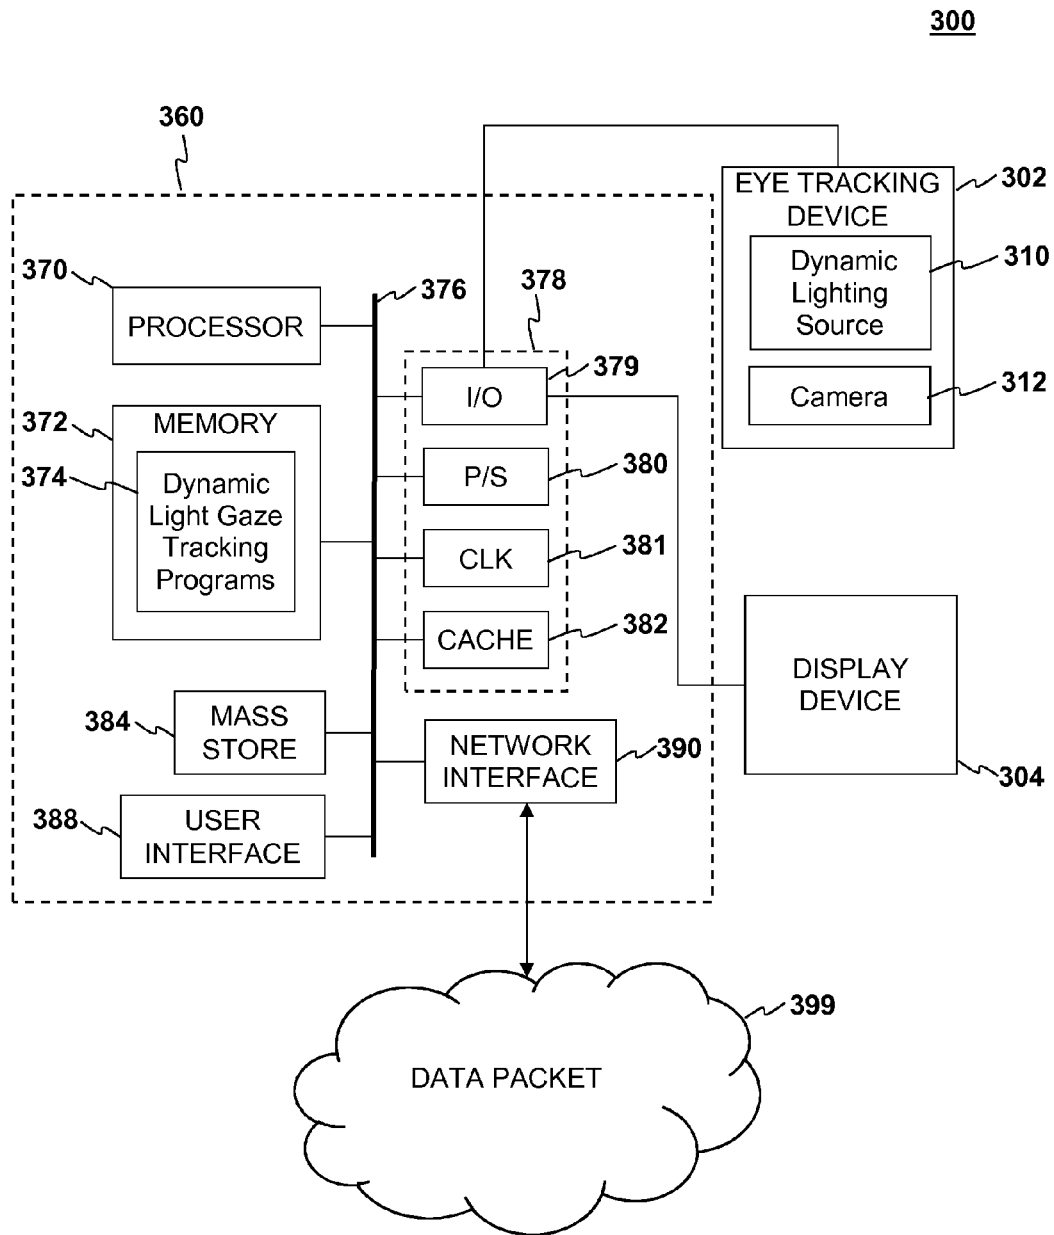 300
360
EYE TRACKING
DEVICE
302
Dynamic
Lighting
Source
310
Camera
312
370
PROCESSOR
376
378
I/O
379
372
MEMORY
374
Dynamic
Light Gaze
Tracking
Programs
P/S
380
CLK
381
CACHE
382
DISPLAY
DEVICE
304
384
MASS
STORE
NETWORK
INTERFACE
390
388
USER
INTERFACE
399
DATA PACKET